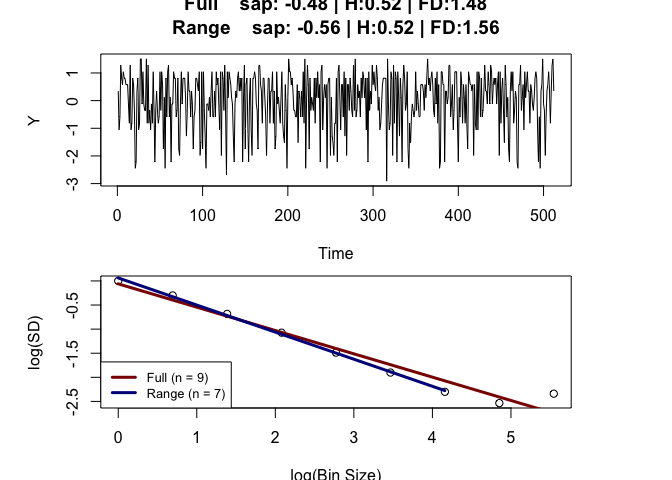 Full sap: -0.48 | H:0.52 | FD:1.48
Range sap: -0.56 | H:0.52 | FD:1.56
Y
1
0
-1
-2
-3
0 100 200 300 400 500
Time
log(SD)
-0.5
-1.5
-2.5
Full (n = 9)
Range (n = 7)
0 1 2 3 4 5
log(Bin Size)